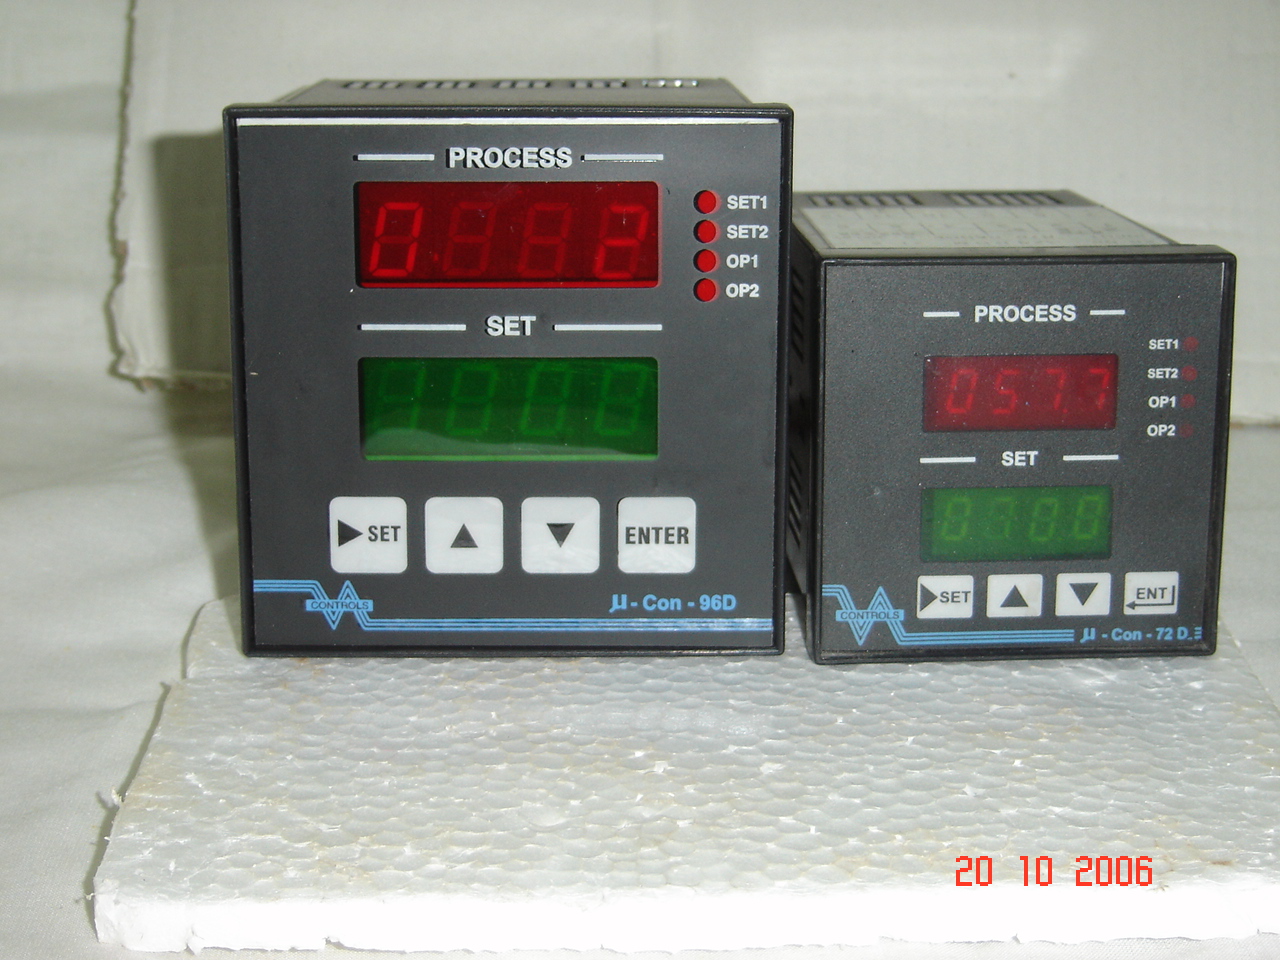 PROCESS
SET1
SET2
OP1
OP2
SET
SET
ENTER
CONTROLS
µ - Con - 96D
PROCESS
SET1
SET2
0577
OP1
OP2
SET
0700
SET
ENT
CONTROLS
µ - Con - 72 D
20 10 2006